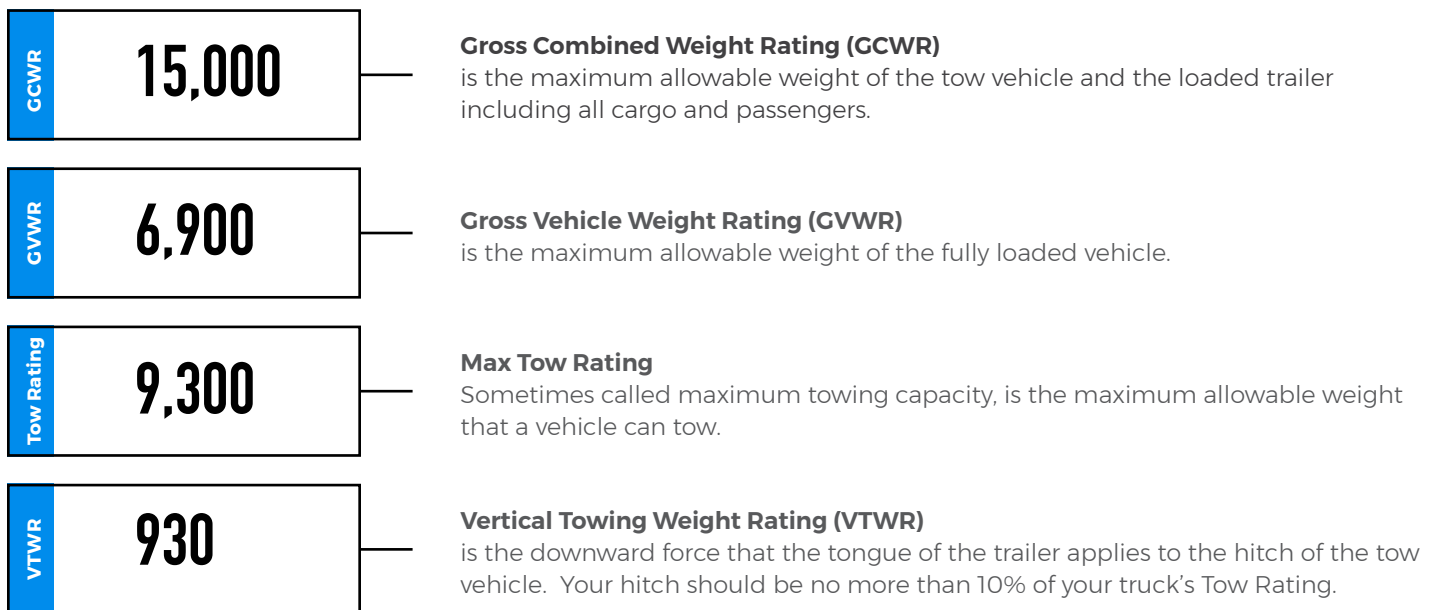 GCWR
15,000
Gross Combined Weight Rating (GCWR)
is the maximum allowable weight of the tow vehicle and the loaded trailer
including all cargo and passengers.
GVWR
6,900
Gross Vehicle Weight Rating (GVWR)
is the maximum allowable weight of the fully loaded vehicle.
Tow Rating
9,300
Max Tow Rating
Sometimes called maximum towing capacity, is the maximum allowable weight
that a vehicle can tow.
VTWR
930
Vertical Towing Weight Rating (VTWR)
is the downward force that the tongue of the trailer applies to the hitch of the tow
vehicle.  Your hitch should be no more than 10% of your truck’s Tow Rating.